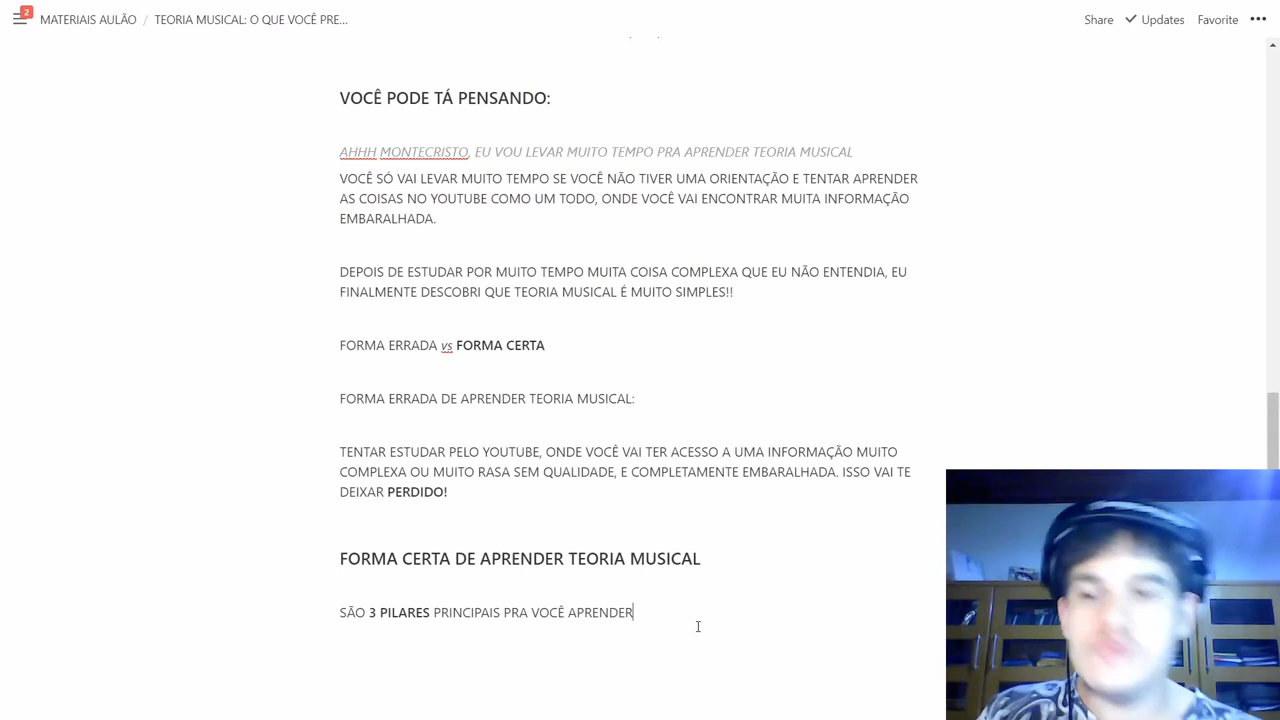 2
MATERIAIS AULÃO / TEORIA MUSICAL: O QUE VOCÊ PRE...
Share Updates Favorite
VOCÊ PODE TÁ PENSANDO:
AHHH MONTECRISTO, EU VOU LEVAR MUITO TEMPO PRA APRENDER TEORIA MUSICAL
VOCÊ SÓ VAI LEVAR MUITO TEMPO SE VOCÊ NÃO TIVER UMA ORIENTAÇÃO E TENTAR APRENDER
AS COISAS NO YOUTUBE COMO UM TODO, ONDE VOCÊ VAI ENCONTRAR MUITA INFORMAÇÃO
EMBARALHADA.
DEPOIS DE ESTUDAR POR MUITO TEMPO MUITA COISA COMPLEXA QUE EU NÃO ENTENDIA, EU
FINALMENTE DESCOBRI QUE TEORIA MUSICAL É MUITO SIMPLES!!
FORMA ERRADA vs FORMA CERTA
FORMA ERRADA DE APRENDER TEORIA MUSICAL:
TENTAR ESTUDAR PELO YOUTUBE, ONDE VOCÊ VAI TER ACESSO A UMA INFORMAÇÃO MUITO
COMPLEXA OU MUITO RASA SEM QUALIDADE, E COMPLETAMENTE EMBARALHADA. ISSO VAI TE
DEIXAR PERDIDO!
FORMA CERTA DE APRENDER TEORIA MUSICAL
SÃO 3 PILARES PRINCIPAIS PRA VOCÊ APRENDER